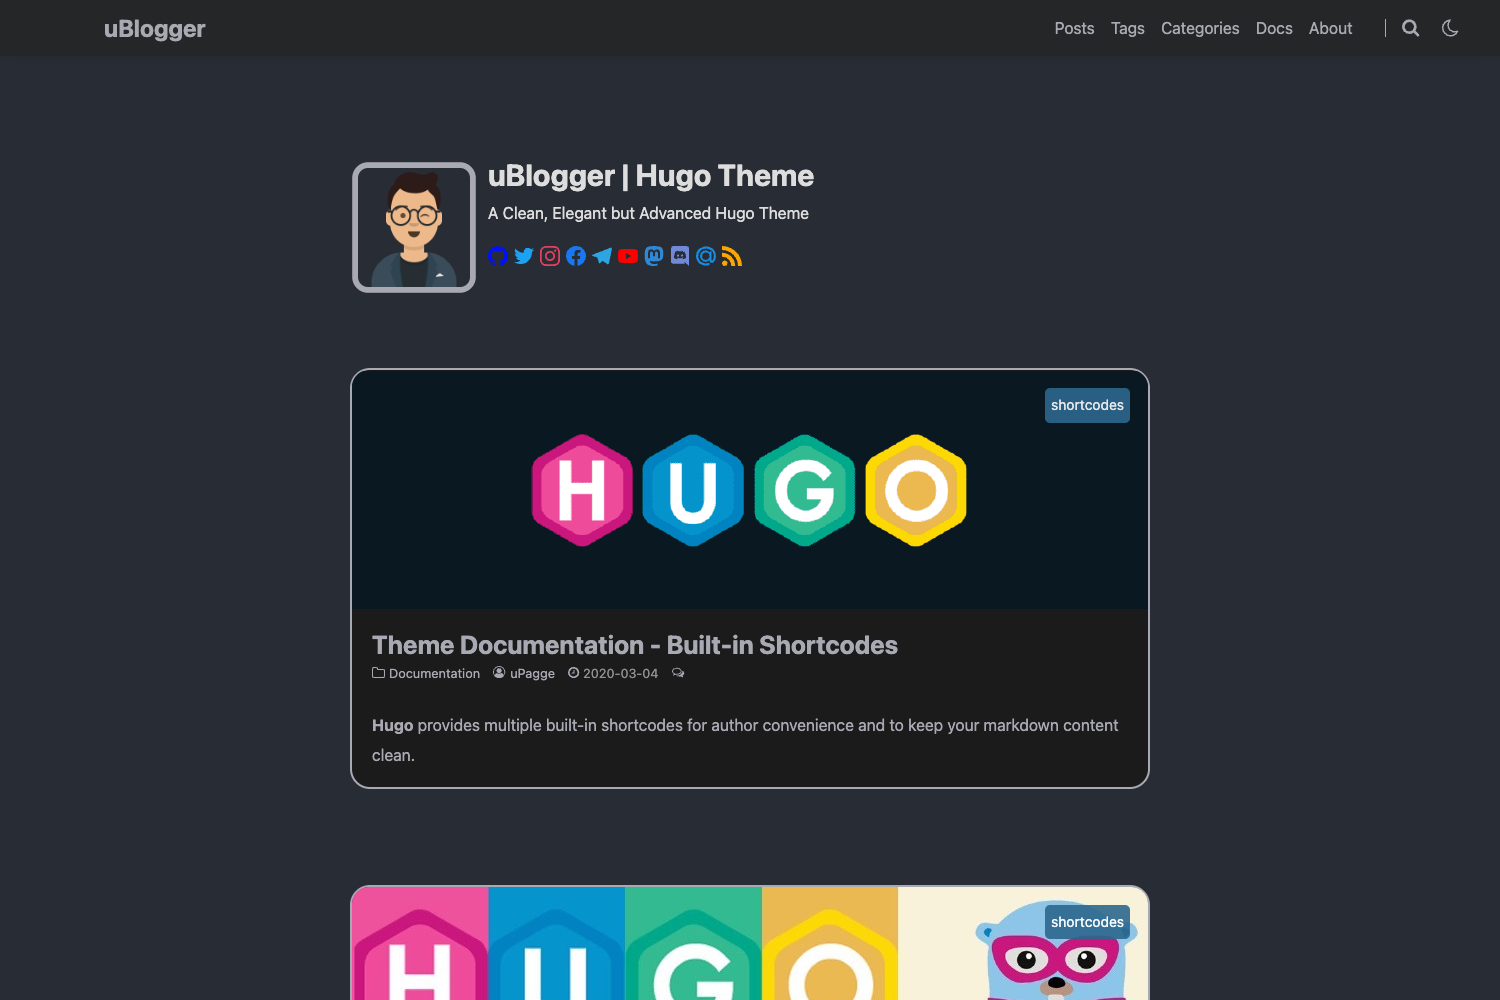 uBlogger
Posts Tags Categories Docs About
uBlogger | Hugo Theme
A Clean, Elegant but Advanced Hugo Theme
shortcodes
HUGO
Theme Documentation - Built-in Shortcodes
Documentation uPagge 2020-03-04
Hugo provides multiple built-in shortcodes for author convenience and to keep your markdown content
clean.
shortcodes
HUGO